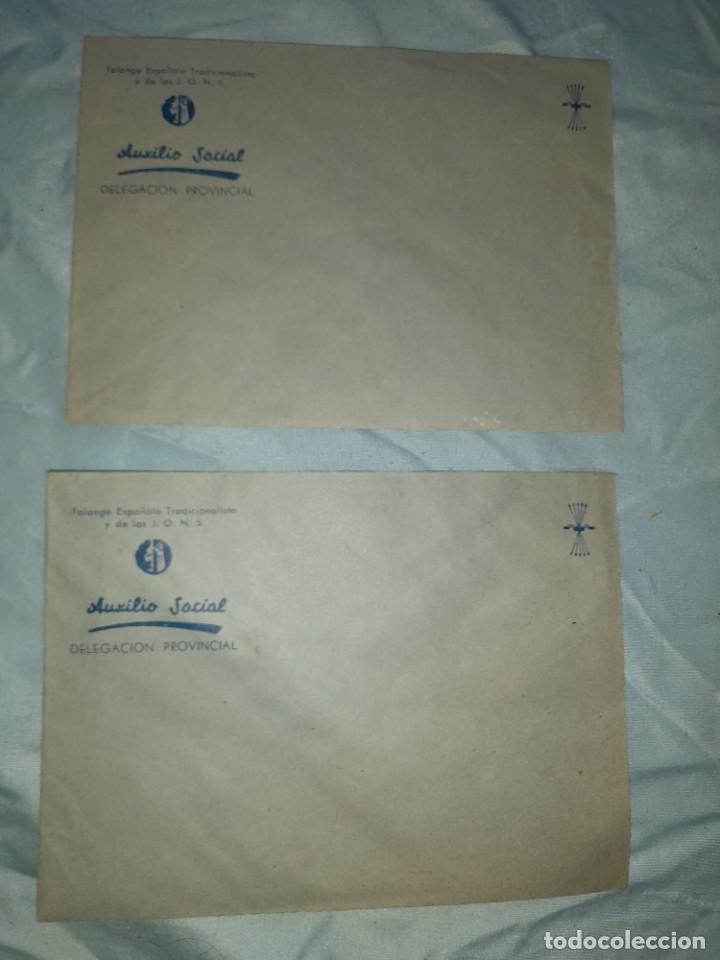 Falange Española Tradicionalista
y de las J. O. N. S.
Auxilio Social
DELEGACION PROVINCIAL
Falange Española Tradicionalista
y de las J. O. N. S.
Auxilio Social
DELEGACION PROVINCIAL
todocoleccion.net